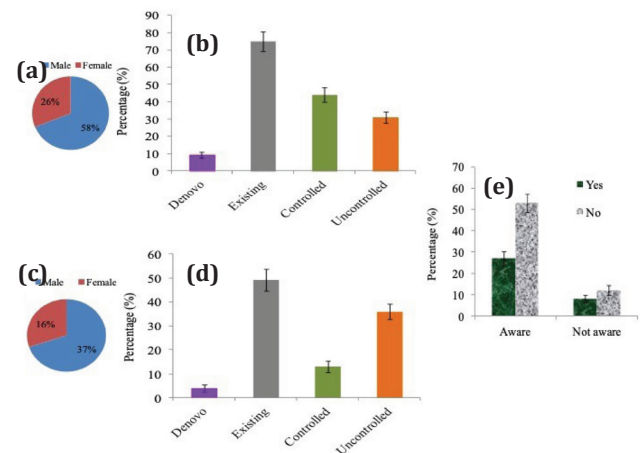 (a)
Male Female
26%
58%
(b)
Percentage (%)
90
80
70
60
50
40
30
20
10
0
Denovo
Existing
Controlled
Uncontrolled
(c)
Male Female
16%
37%
(d)
Percentage (%)
60
50
40
30
20
10
0
Denovo
Existing
Controlled
Uncontrolled
(e)
Percentage (%)
70
60
50
40
30
20
10
0
Yes
No
Aware Not aware